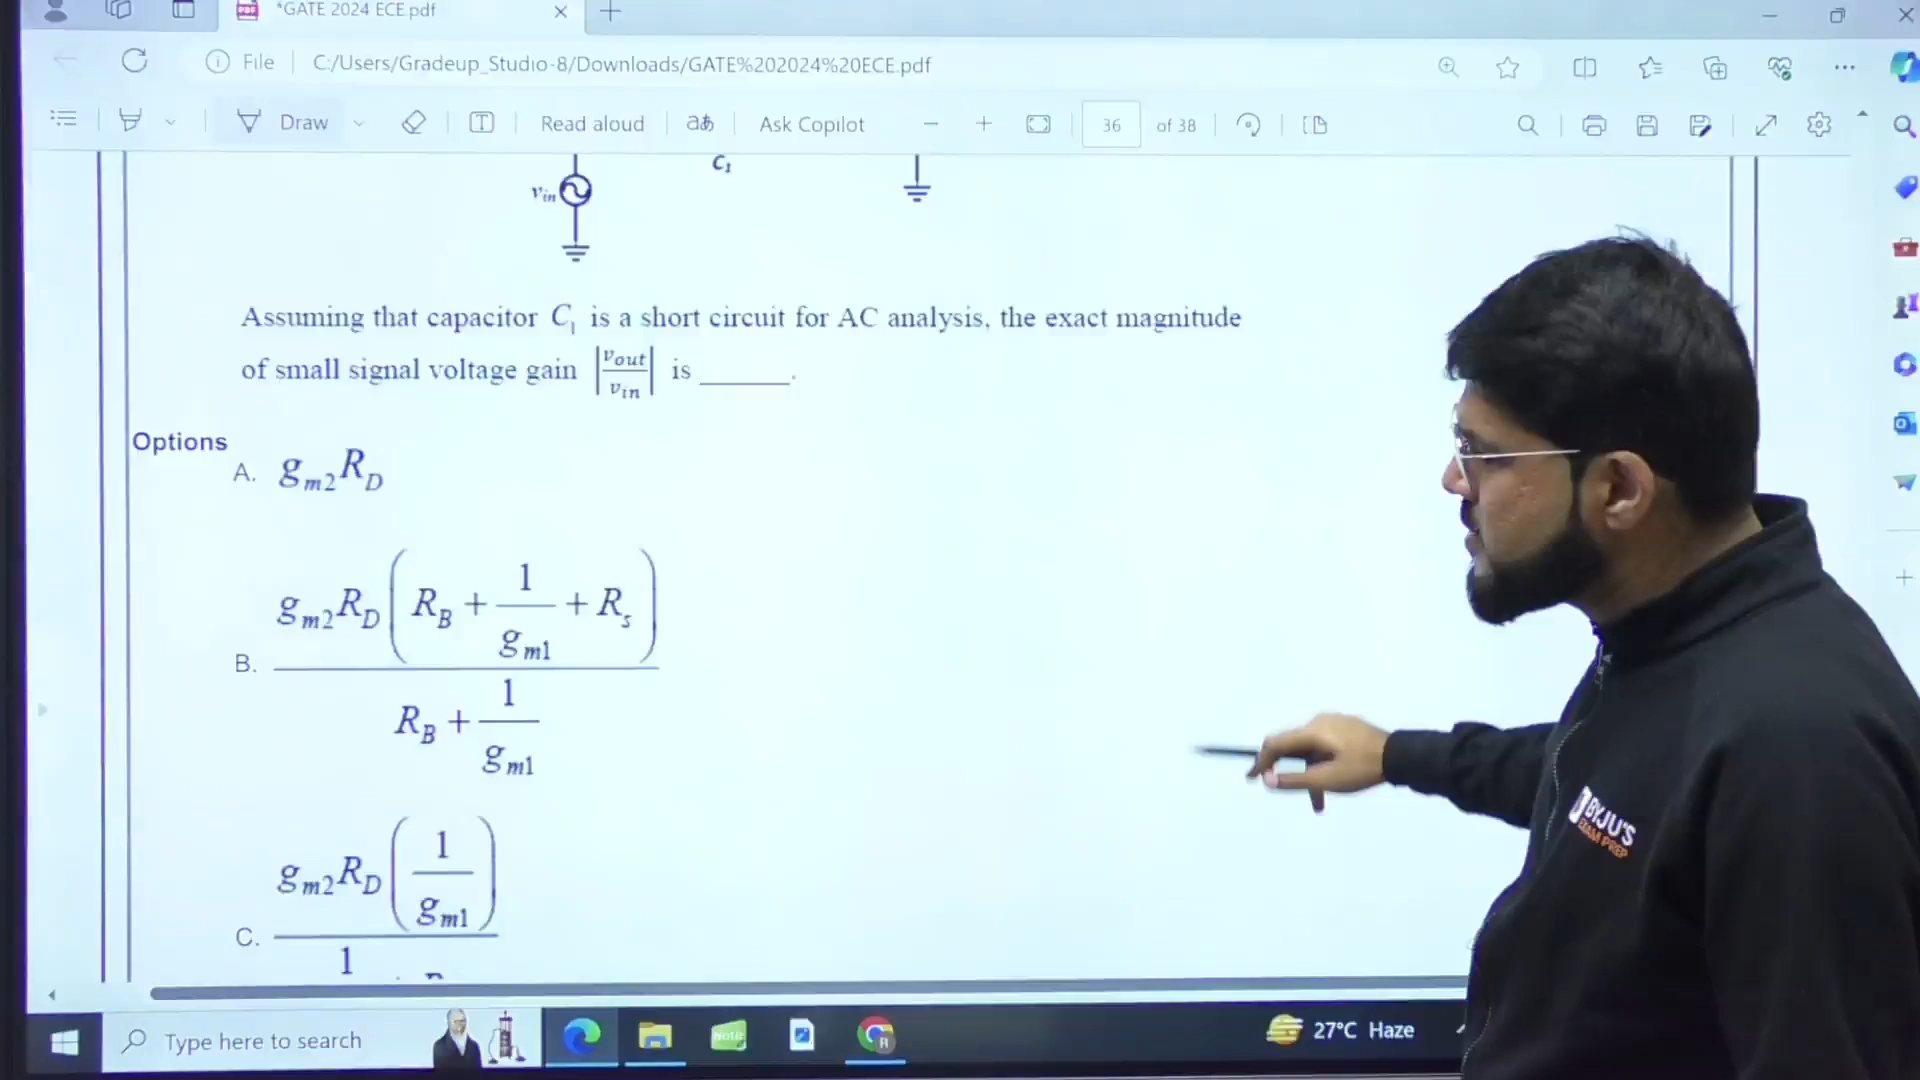 *GATE 2024 ECE.pdf
File C:/Users/Gradeup_Studio-8/Downloads/GATE%202024%20ECE.pdf
Draw Read aloud Ask Copilot 36 of 38
C₁
v_in
Assuming that capacitor C₁ is a short circuit for AC analysis, the exact magnitude
of small signal voltage gain |v_out/v_in| is ______.
Options
A. g_m2 R_D
B. g_m2 R_D (R_B + 1/g_m1 + R_s) / (R_B + 1/g_m1)
C. g_m2 R_D (1/g_m1)
1
BYJU'S
EXAM PREP
Type here to search
27°C Haze